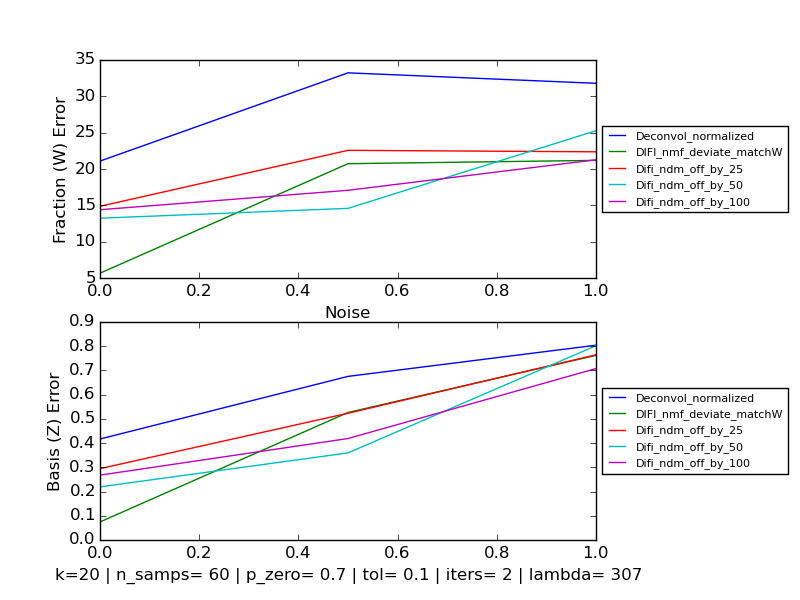 35
30
25
20
15
10
5
Fraction (W) Error
0.0 0.2 0.4 0.6 0.8 1.0
Noise
Deconvol_normalized
DIFI_nmf_deviate_matchW
Difi_ndm_off_by_25
Difi_ndm_off_by_50
Difi_ndm_off_by_100
0.9
0.8
0.7
0.6
0.5
0.4
0.3
0.2
0.1
0.0
Basis (Z) Error
0.0 0.2 0.4 0.6 0.8 1.0
Deconvol_normalized
DIFI_nmf_deviate_matchW
Difi_ndm_off_by_25
Difi_ndm_off_by_50
Difi_ndm_off_by_100
k=20 | n_samps= 60 | p_zero= 0.7 | tol= 0.1 | iters= 2 | lambda= 307